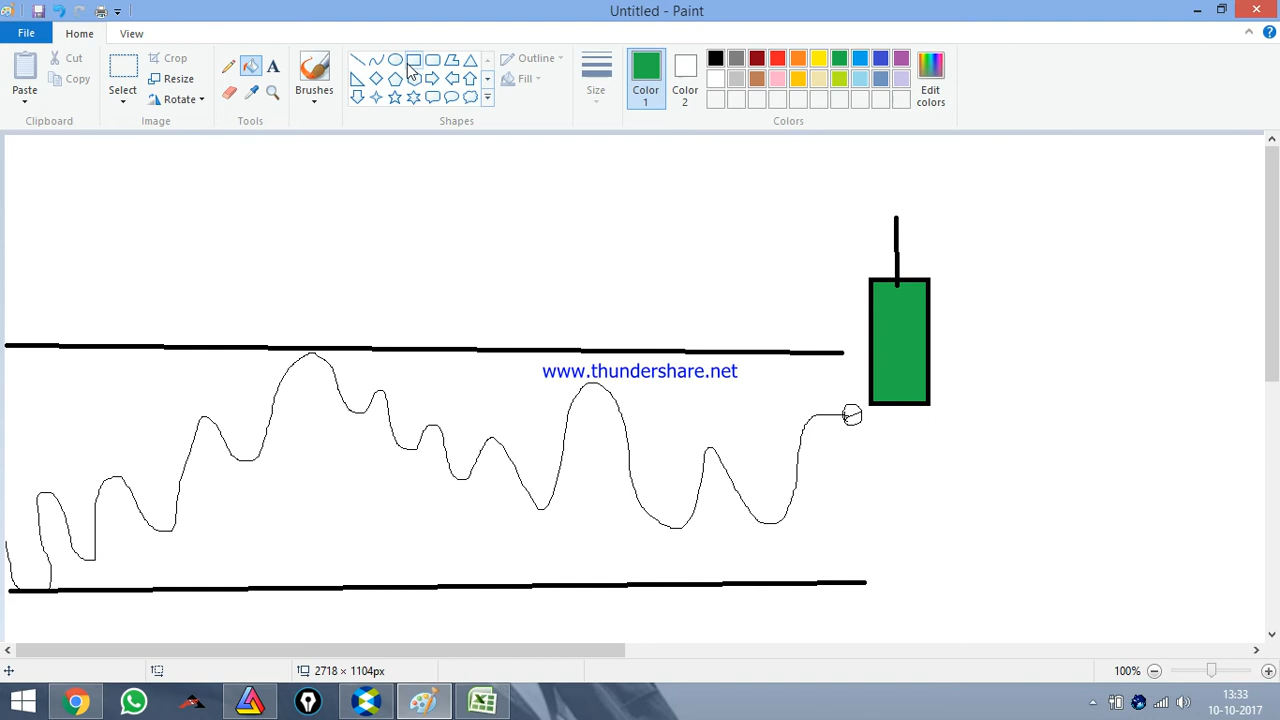 Untitled - Paint
File
Home
View
Paste
Cut
Copy
Clipboard
Select
Crop
Resize
Rotate
Image
A
Tools
Brushes
Shapes
Outline
Fill
Size
Color
1
Color
2
Edit
colors
Colors
www.thundershare.net
2718 × 1104px
100%
13:33
10-10-2017